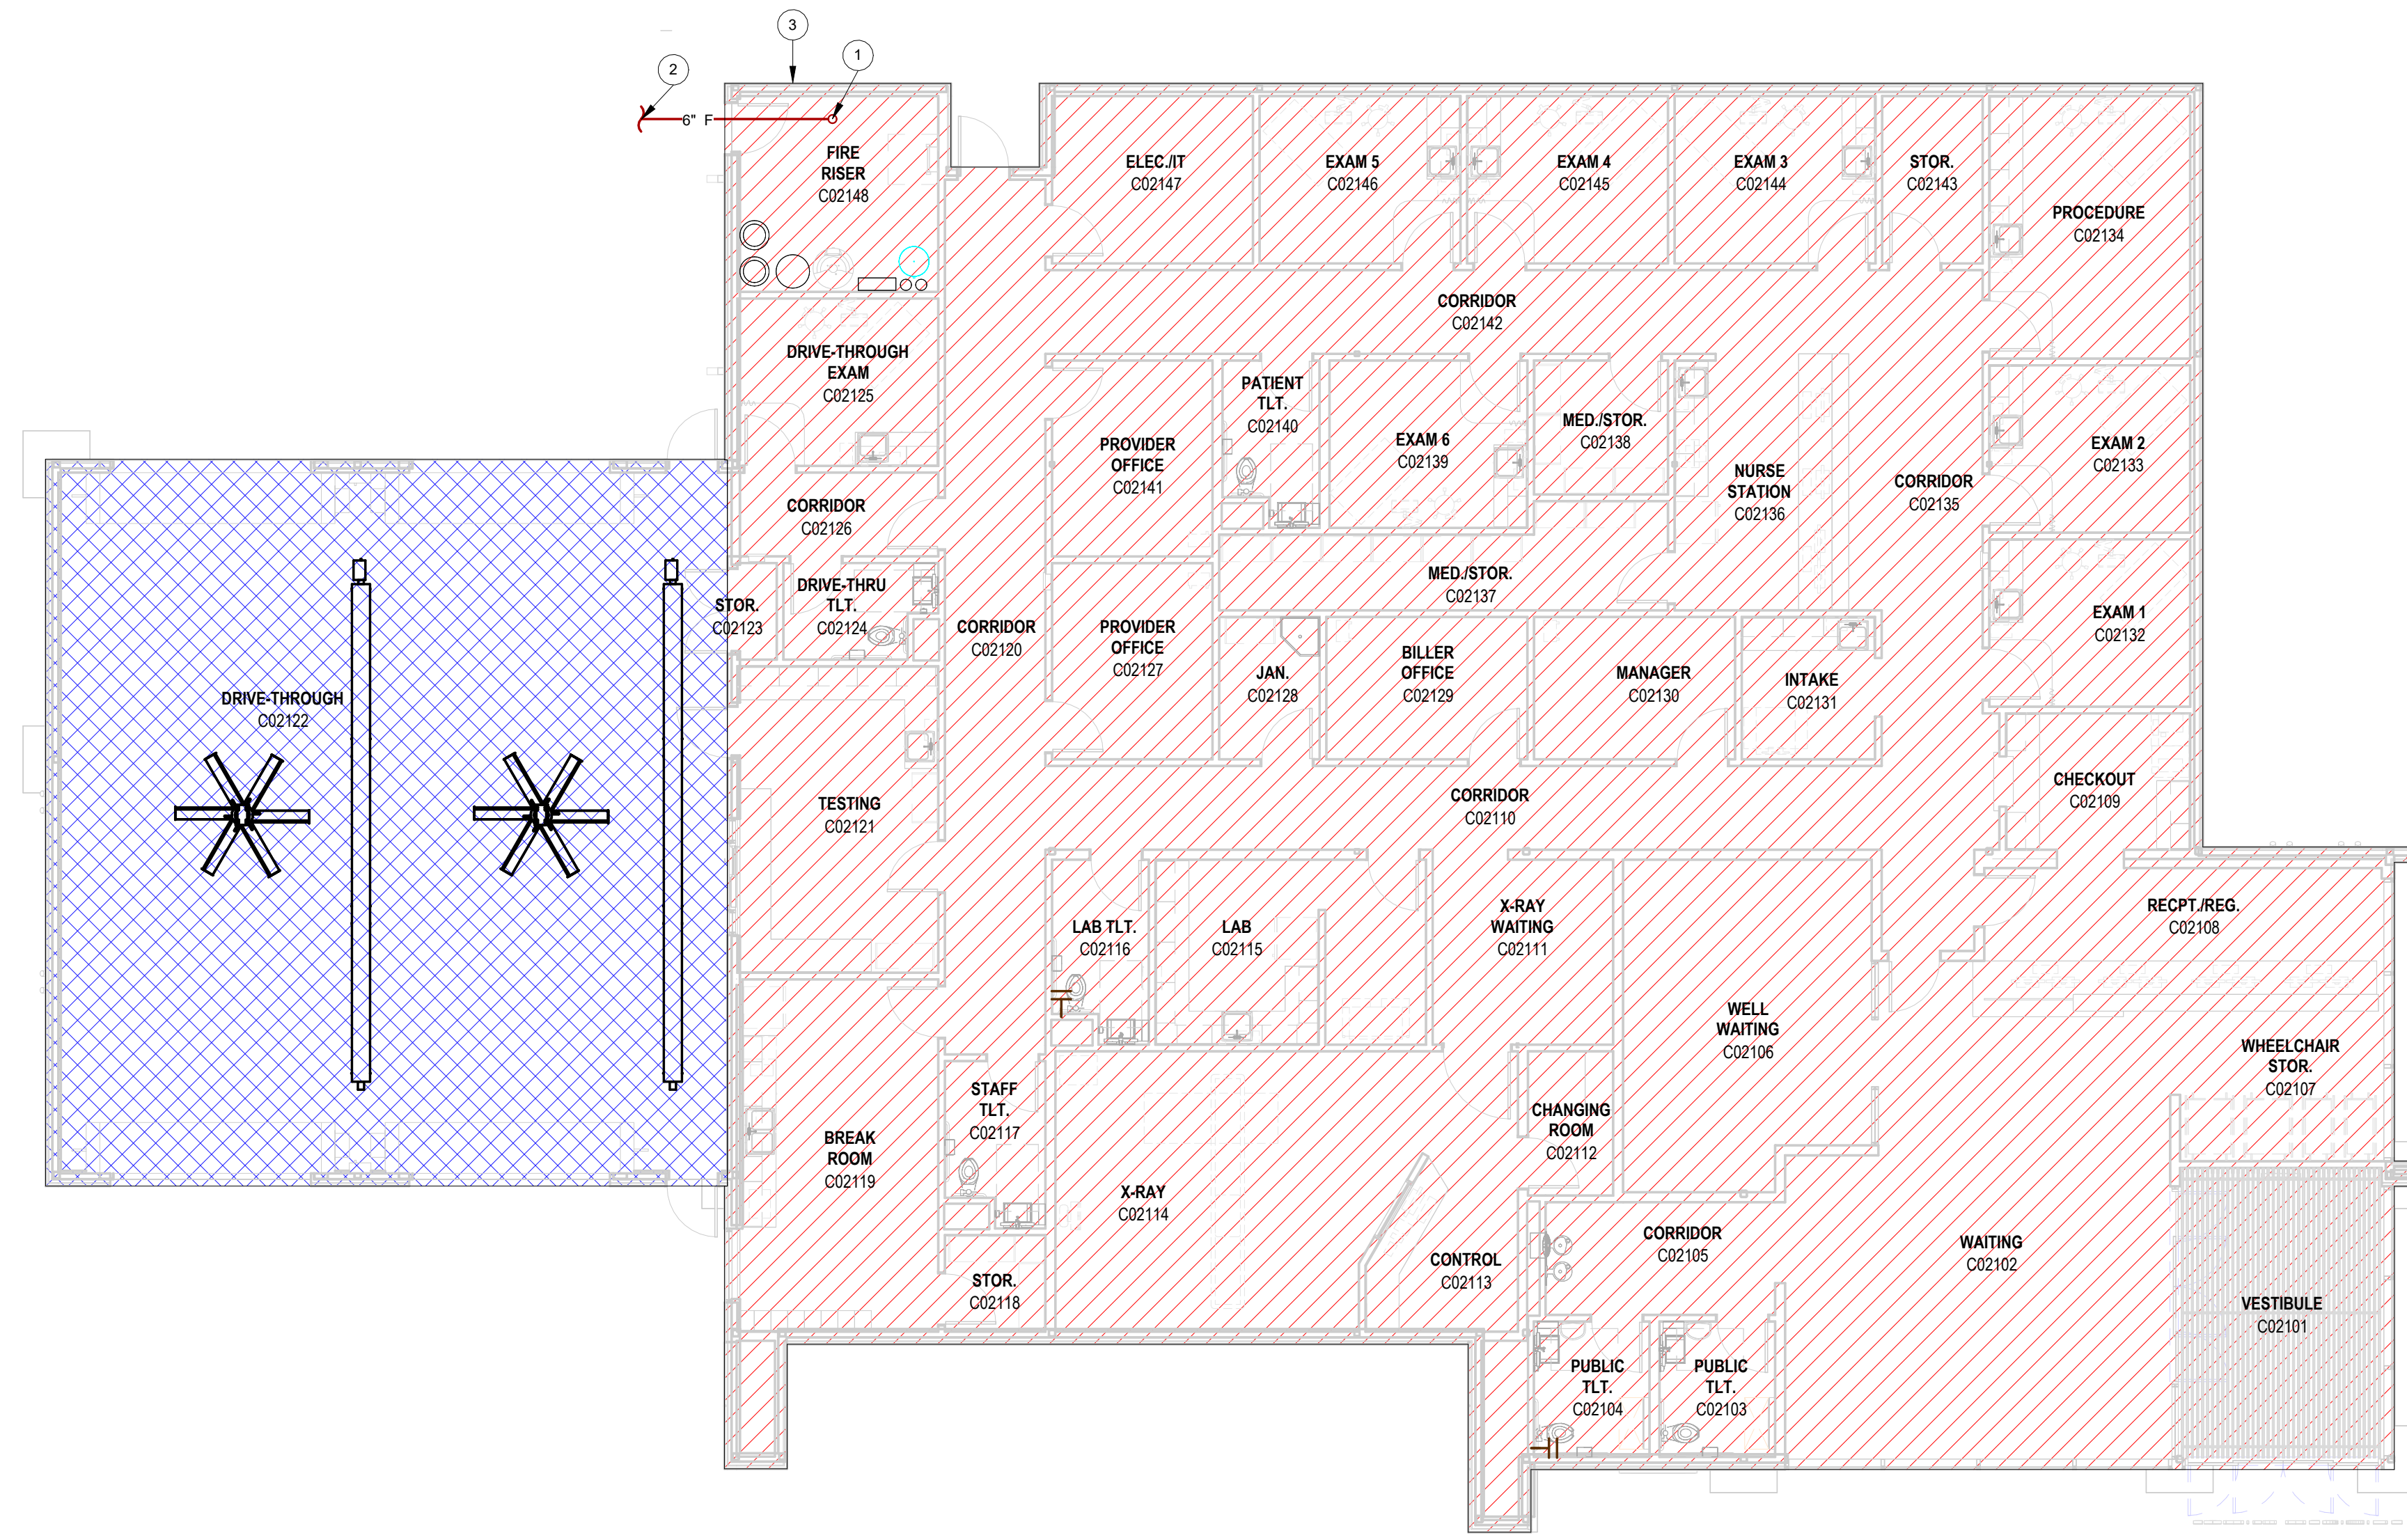 3
1
2
6" F
FIRE
RISER
C02148
ELEC./IT
C02147
EXAM 5
C02146
EXAM 4
C02145
EXAM 3
C02144
STOR.
C02143
PROCEDURE
C02134
CORRIDOR
C02142
DRIVE-THROUGH
EXAM
C02125
PATIENT
TLT.
C02140
PROVIDER
OFFICE
C02141
EXAM 6
C02139
MED./STOR.
C02138
NURSE
STATION
C02136
CORRIDOR
C02135
EXAM 2
C02133
CORRIDOR
C02126
DRIVE-THRU
TLT.
C02124
STOR.
C02123
CORRIDOR
C02120
PROVIDER
OFFICE
C02127
MED./STOR.
C02137
EXAM 1
C02132
JAN.
C02128
BILLER
OFFICE
C02129
MANAGER
C02130
INTAKE
C02131
DRIVE-THROUGH
C02122
TESTING
C02121
CORRIDOR
C02110
CHECKOUT
C02109
LAB TLT.
C02116
LAB
C02115
X-RAY
WAITING
C02111
RECPT./REG.
C02108
WELL
WAITING
C02106
WHEELCHAIR
STOR.
C02107
STAFF
TLT.
C02117
CHANGING
ROOM
C02112
BREAK
ROOM
C02119
X-RAY
C02114
CORRIDOR
C02105
WAITING
C02102
CONTROL
C02113
STOR.
C02118
VESTIBULE
C02101
PUBLIC
TLT.
C02104
PUBLIC
TLT.
C02103